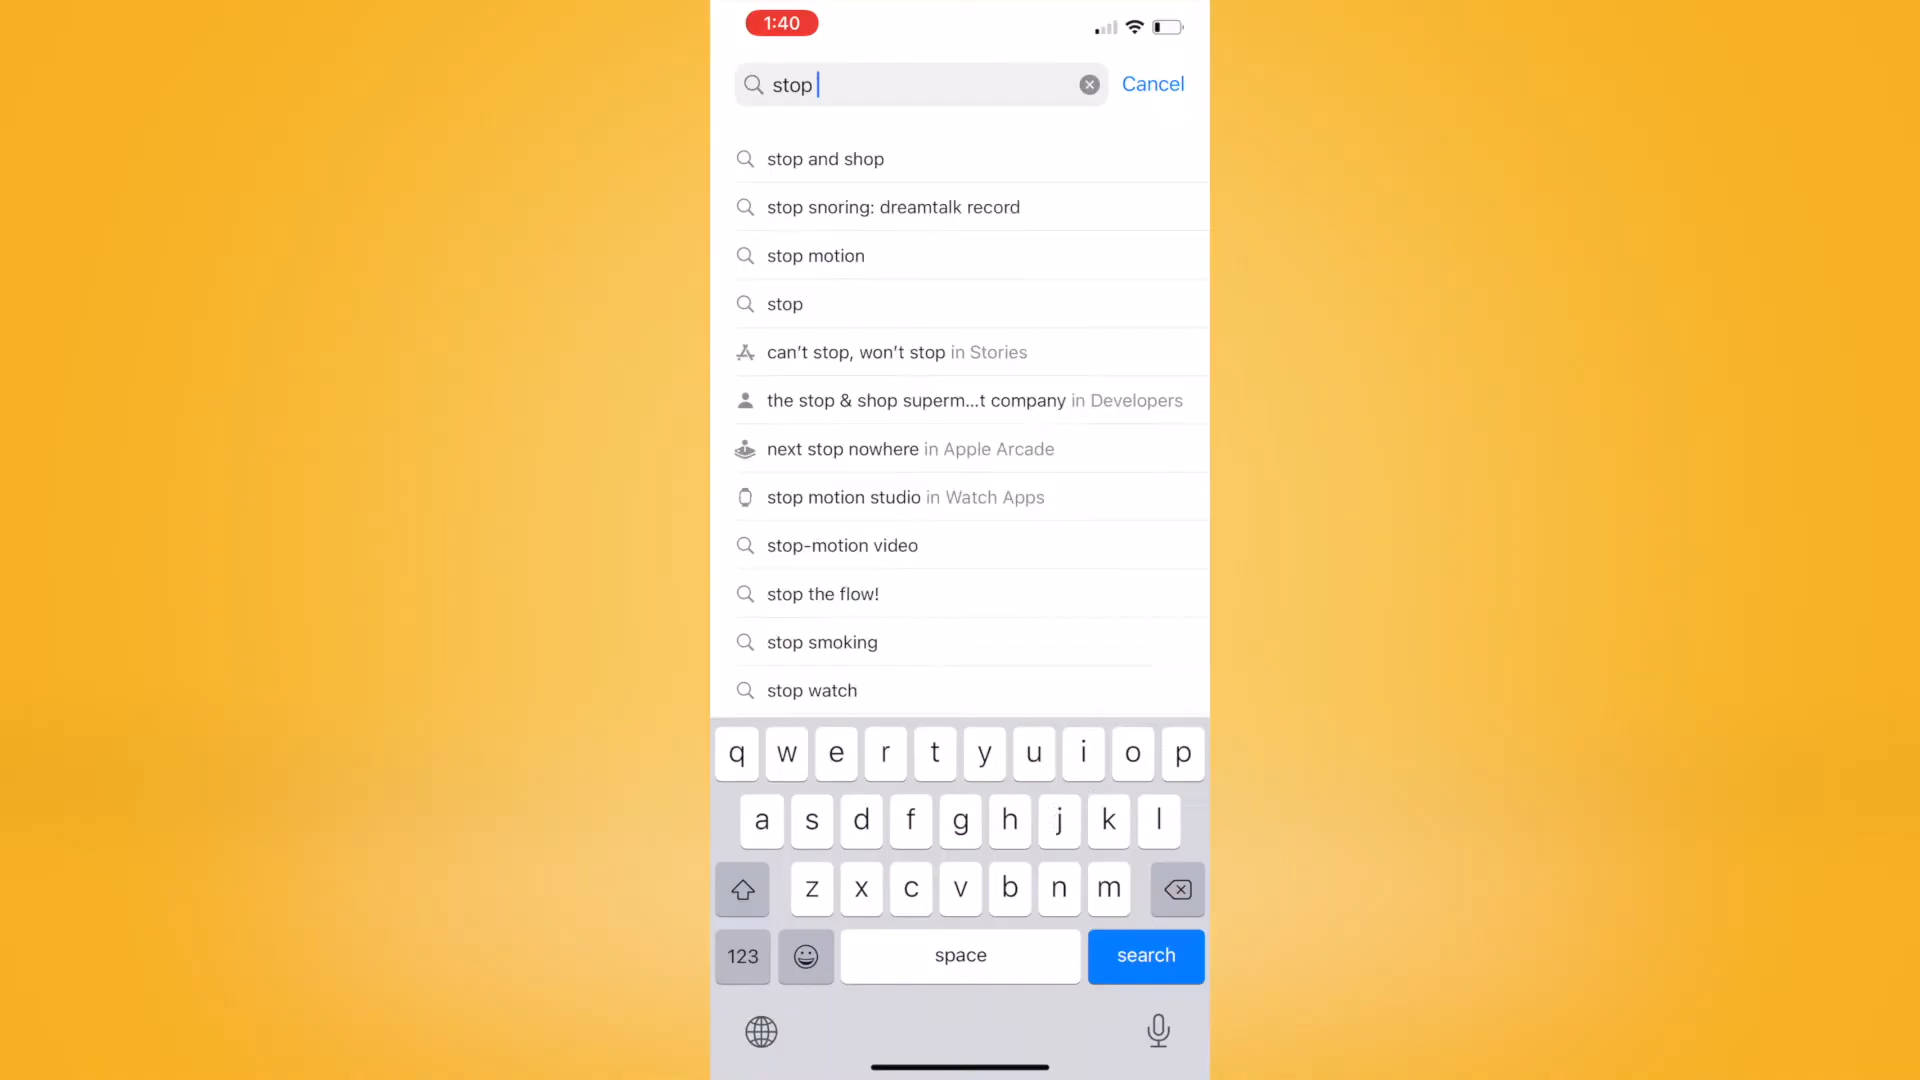 1:40
stop
Cancel
stop and shop
stop snoring: dreamtalk record
stop motion
stop
can't stop, won't stop in Stories
the stop & shop superm...t company in Developers
next stop nowhere in Apple Arcade
stop motion studio in Watch Apps
stop-motion video
stop the flow!
stop smoking
stop watch
q w e r t y u i o p
a s d f g h j k l
z x c v b n m
123 space search